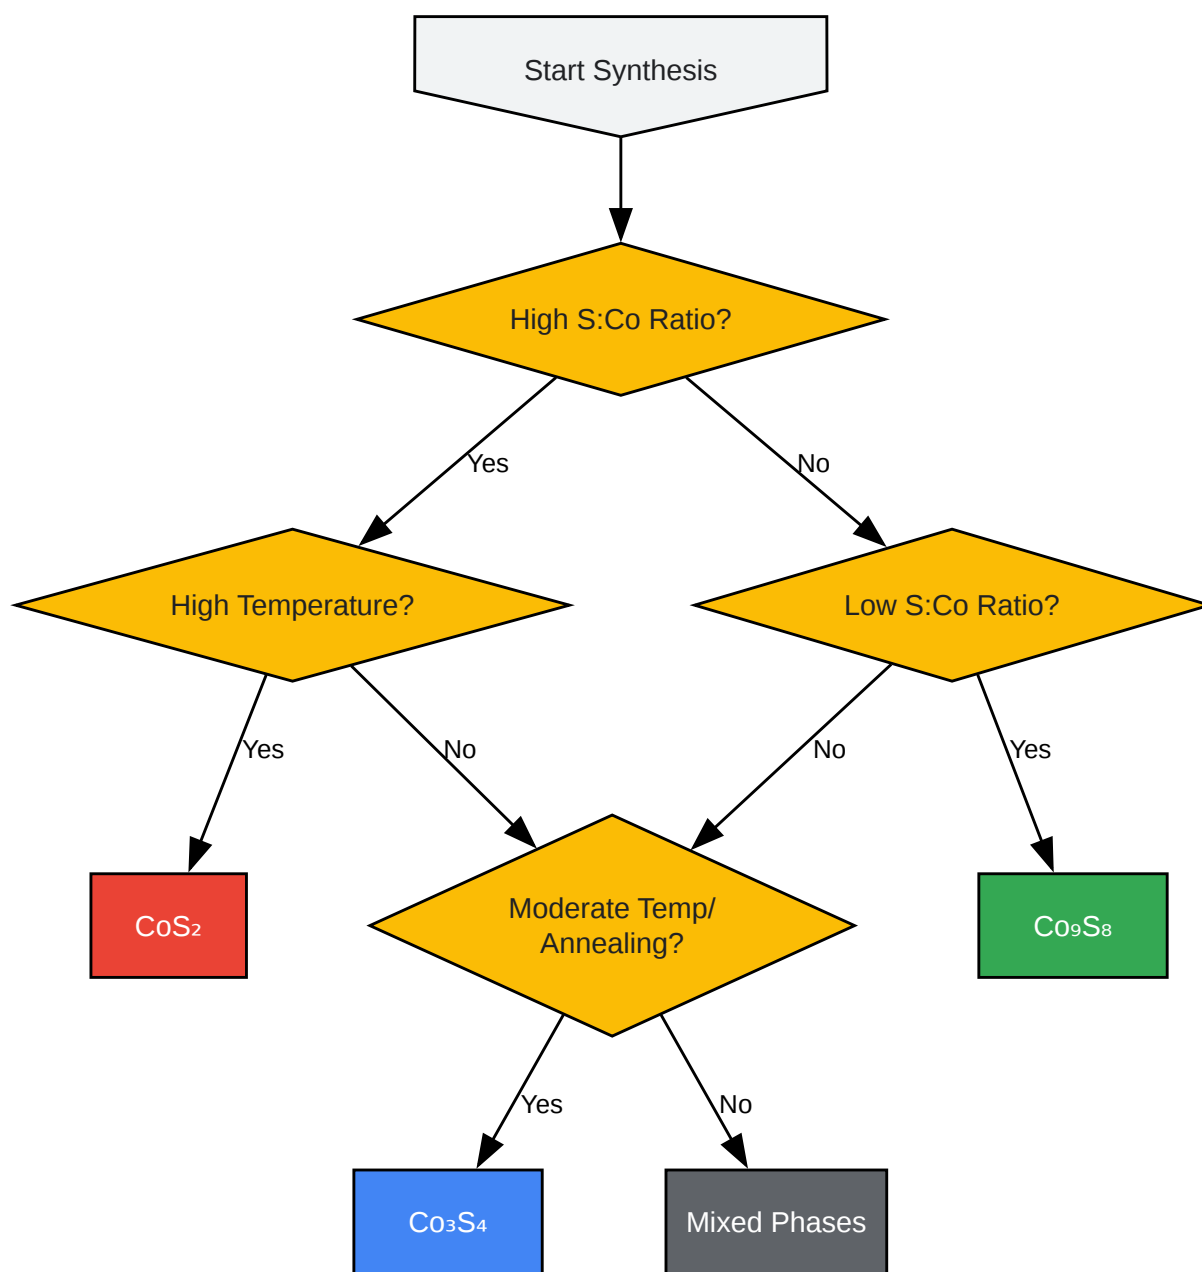 Start Synthesis
High S:Co Ratio?
Yes
No
High Temperature?
Low S:Co Ratio?
Yes
No
No
Yes
CoS₂
Moderate Temp/
Annealing?
Co₉S₈
Yes
No
Co₃S₄
Mixed Phases